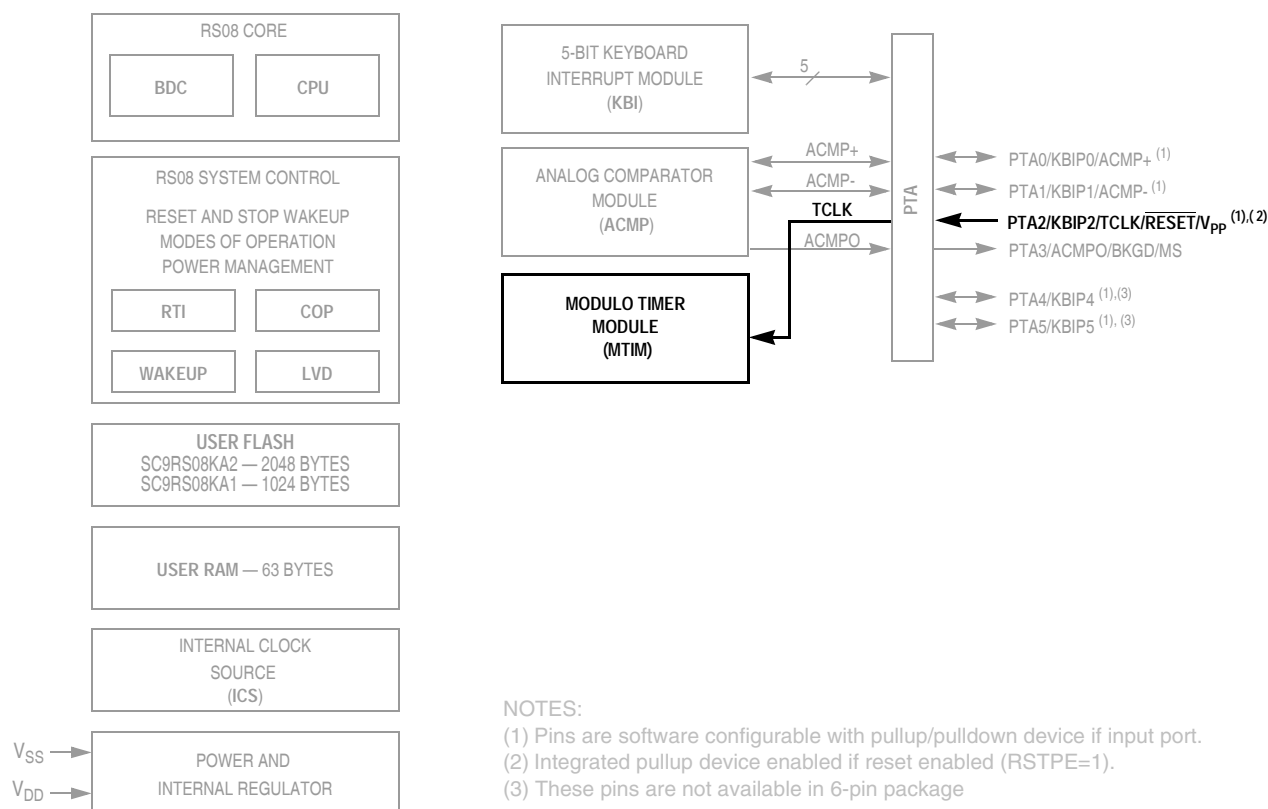 RS08 CORE
BDC
CPU
RS08 SYSTEM CONTROL
RESET AND STOP WAKEUP
MODES OF OPERATION
POWER MANAGEMENT
RTI
COP
WAKEUP
LVD
USER FLASH
SC9RS08KA2 — 2048 BYTES
SC9RS08KA1 — 1024 BYTES
USER RAM — 63 BYTES
INTERNAL CLOCK
SOURCE
(ICS)
VSS
VDD
POWER AND
INTERNAL REGULATOR
5-BIT KEYBOARD
INTERRUPT MODULE
(KBI)
5
ANALOG COMPARATOR
MODULE
(ACMP)
ACMP+
ACMP-
TCLK
ACMPO
MODULO TIMER
MODULE
(MTIM)
PTA
PTA0/KBIP0/ACMP+ (1)
PTA1/KBIP1/ACMP- (1)
PTA2/KBIP2/TCLK/RESET/VPP (1),(2)
PTA3/ACMPO/BKGD/MS
PTA4/KBIP4 (1),(3)
PTA5/KBIP5 (1), (3)
NOTES:
(1) Pins are software configurable with pullup/pulldown device if input port.
(2) Integrated pullup device enabled if reset enabled (RSTPE=1).
(3) These pins are not available in 6-pin package